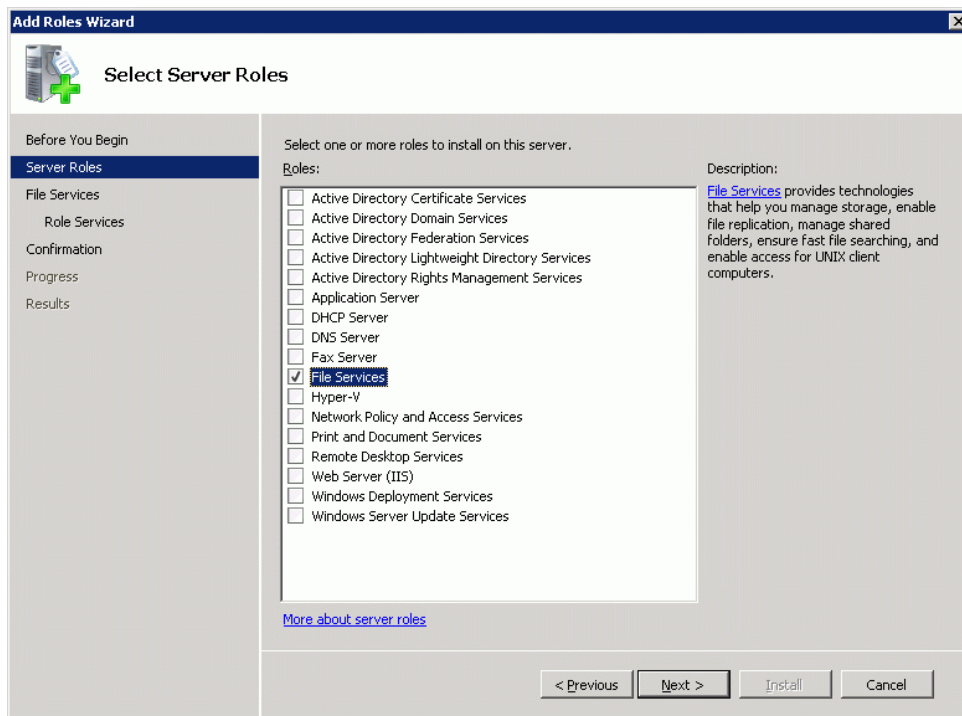 Add Roles Wizard
Select Server Roles
Before You Begin
Server Roles
File Services
Role Services
Confirmation
Progress
Results
Select one or more roles to install on this server.
Roles:
Active Directory Certificate Services
Active Directory Domain Services
Active Directory Federation Services
Active Directory Lightweight Directory Services
Active Directory Rights Management Services
Application Server
DHCP Server
DNS Server
Fax Server
File Services
Hyper-V
Network Policy and Access Services
Print and Document Services
Remote Desktop Services
Web Server (IIS)
Windows Deployment Services
Windows Server Update Services
More about server roles
Description:
File Services provides technologies
that help you manage storage, enable
file replication, manage shared
folders, ensure fast file searching, and
enable access for UNIX client
computers.
< Previous
Next >
Install
Cancel